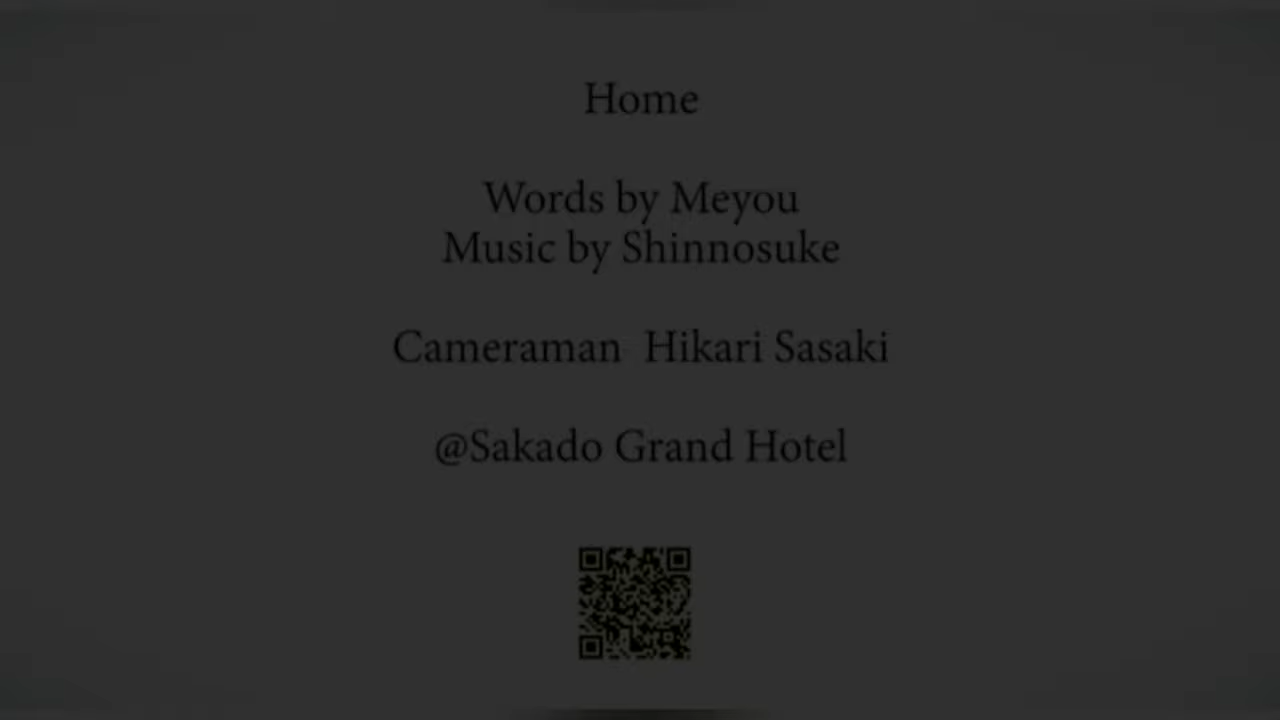 Home
Words by Meyou
Music by Shinnosuke
Cameraman Hikari Sasaki
@Sakado Grand Hotel